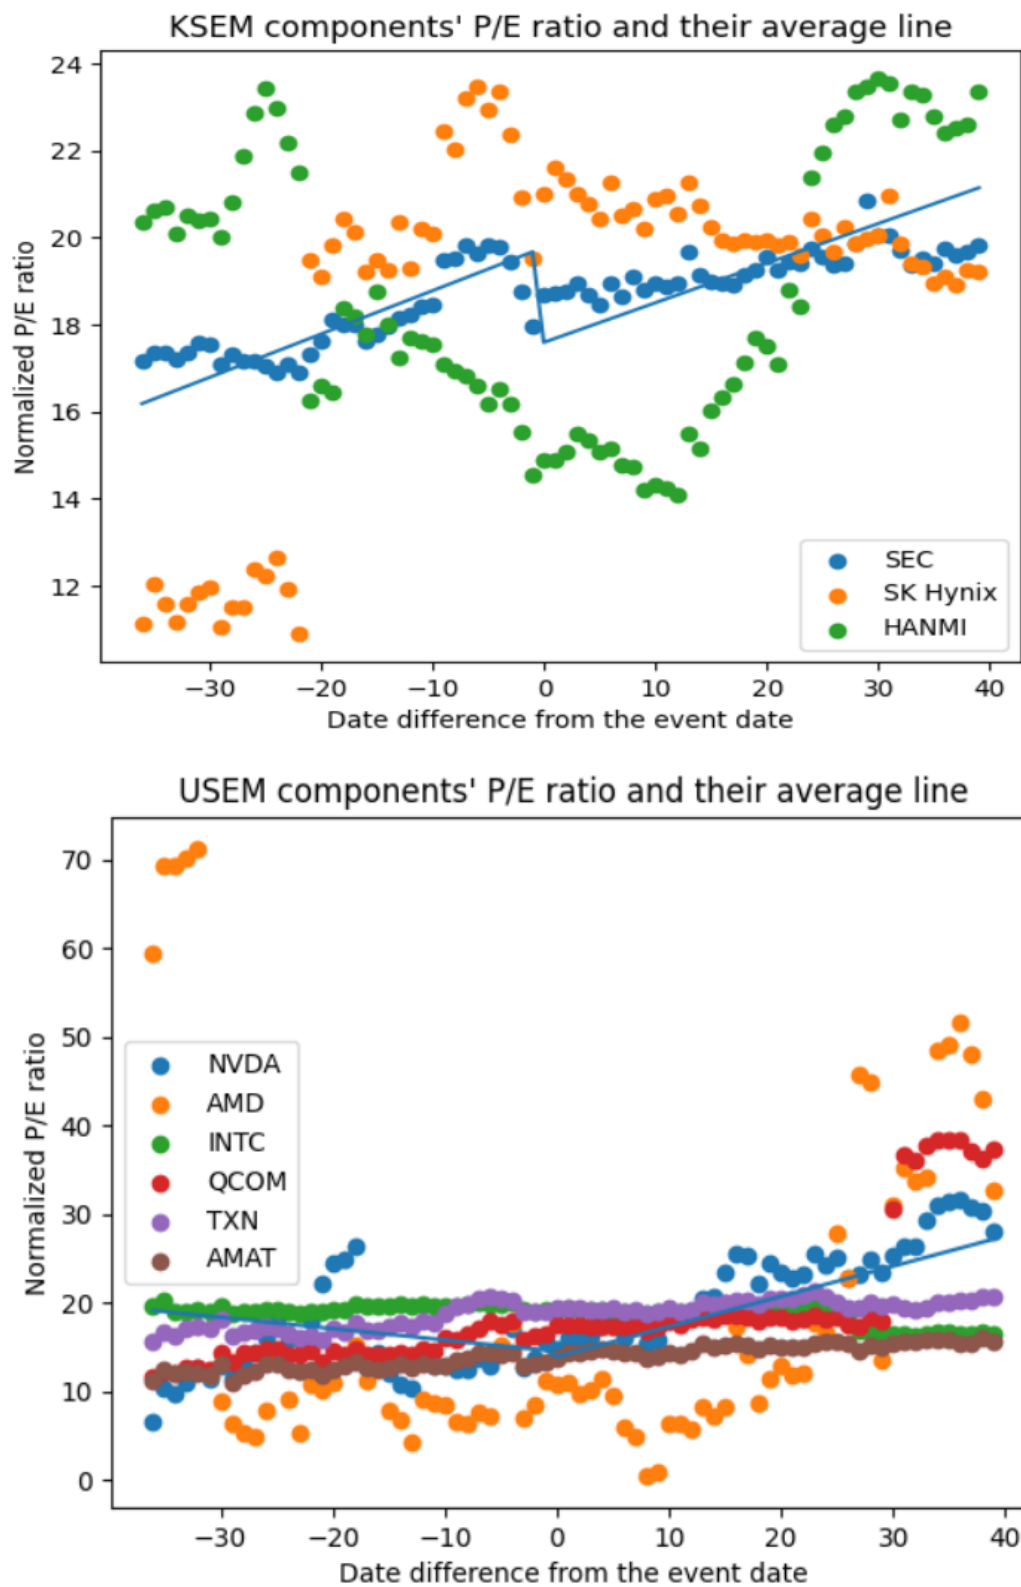 KSEM components' P/E ratio and their average line
24
22
20
18
16
14
12
Normalized P/E ratio
SEC
SK Hynix
HANMI
−30 −20 −10 0 10 20 30 40
Date difference from the event date
USEM components' P/E ratio and their average line
70
60
50
40
30
20
10
0
Normalized P/E ratio
NVDA
AMD
INTC
QCOM
TXN
AMAT
−30 −20 −10 0 10 20 30 40
Date difference from the event date